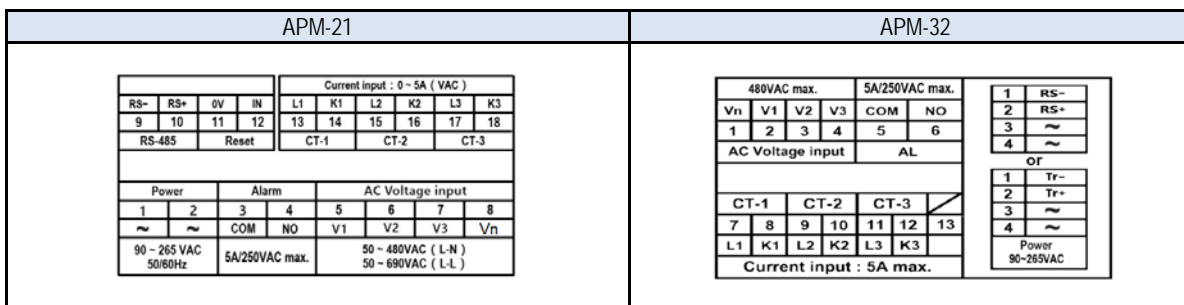 APM-21
APM-32
Current input : 0 ~ 5A ( VAC )
RS- RS+ 0V IN L1 K1 L2 K2 L3 K3
9 10 11 12 13 14 15 16 17 18
RS-485 Reset CT-1 CT-2 CT-3
Power Alarm AC Voltage input
1 2 3 4 5 6 7 8
~ ~ COM NO V1 V2 V3 Vn
90 ~ 265 VAC 5A/250VAC max. 50 ~ 480VAC ( L-N )
50/60Hz 50 ~ 690VAC ( L-L )
480VAC max. 5A/250VAC max.
Vn V1 V2 V3 COM NO
1 2 3 4 5 6
AC Voltage input AL
CT-1 CT-2 CT-3
7 8 9 10 11 12 13
L1 K1 L2 K2 L3 K3
Current input : 5A max.
1 RS-
2 RS+
3 ~
4 ~
or
1 Tr-
2 Tr+
3 ~
4 ~
Power
90~265VAC